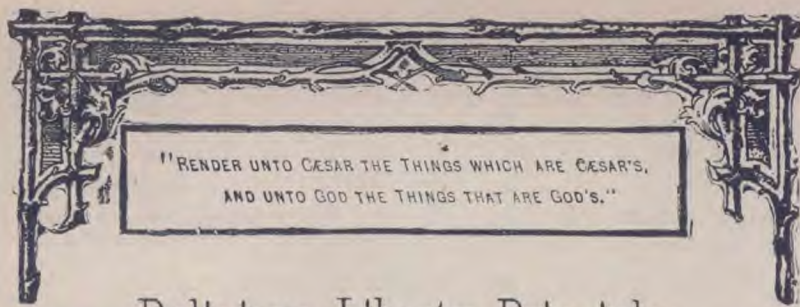 "RENDER UNTO CÆSAR THE THINGS WHICH ARE CÆSAR'S,
AND UNTO GOD THE THINGS THAT ARE GOD'S."